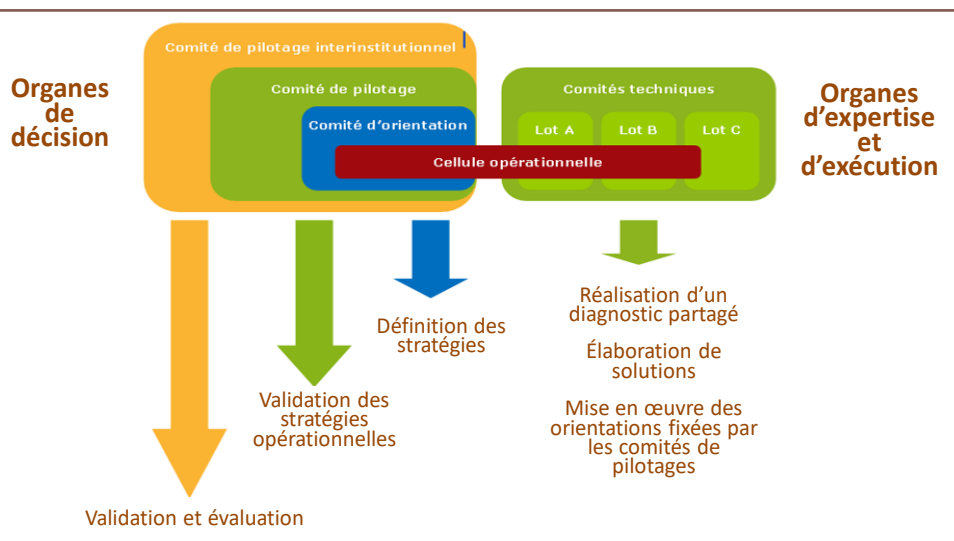 Comité de pilotage interinstitutionnel
Organes
de
décision
Comité de pilotage
Comité d'orientation
Comités techniques
Lot A
Lot B
Lot C
Cellule opérationnelle
Organes
d'expertise
et
d'exécution
Définition des
stratégies
Validation des
stratégies
opérationnelles
Validation et évaluation
Réalisation d'un
diagnostic partagé
Élaboration de
solutions
Mise en œuvre des
orientations fixées par
les comités de
pilotages